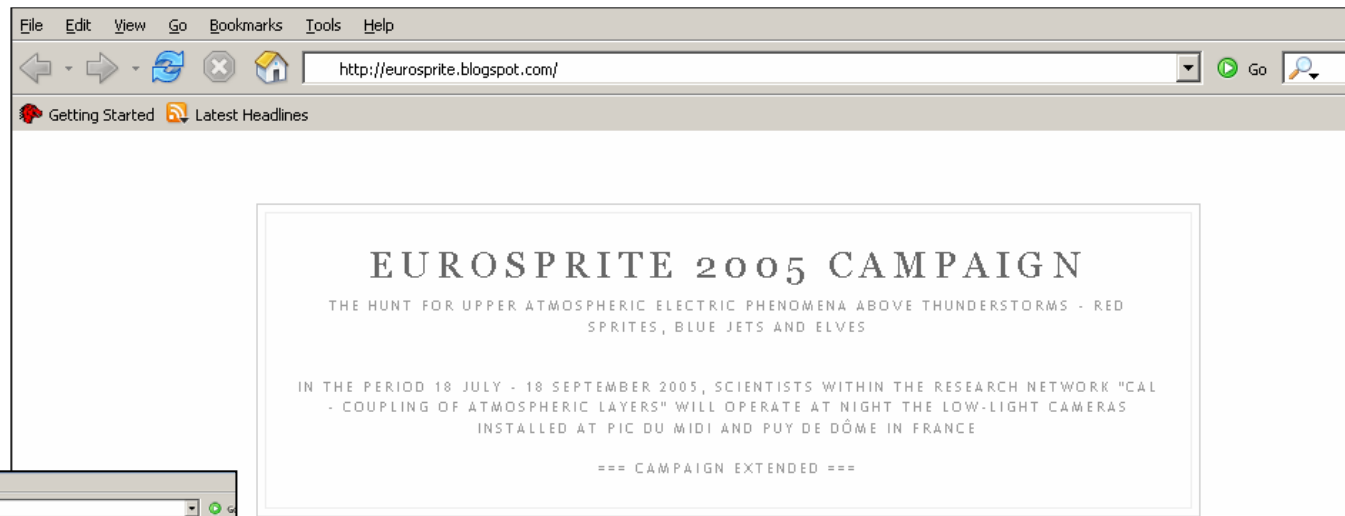 File Edit View Go Bookmarks Tools Help
http://eurosprite.blogspot.com/ Go
Getting Started Latest Headlines
EUROSPRITE 2005 CAMPAIGN
THE HUNT FOR UPPER ATMOSPHERIC ELECTRIC PHENOMENA ABOVE THUNDERSTORMS - RED
SPRITES, BLUE JETS AND ELVES
IN THE PERIOD 18 JULY - 18 SEPTEMBER 2005, SCIENTISTS WITHIN THE RESEARCH NETWORK "CAL
- COUPLING OF ATMOSPHERIC LAYERS" WILL OPERATE AT NIGHT THE LOW-LIGHT CAMERAS
INSTALLED AT PIC DU MIDI AND PUY DE DÔME IN FRANCE
=== CAMPAIGN EXTENDED ===